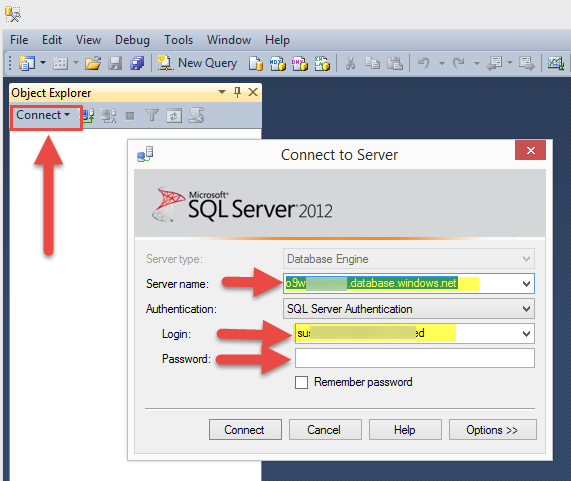 File Edit View Debug Tools Window Help
New Query MDX DMX
Object Explorer
Connect
Connect to Server
Microsoft®
SQL Server® 2012
Server type: Database Engine
Server name: o9w .database.windows.net
Authentication: SQL Server Authentication
Login: sus ed
Password:
Remember password
Connect Cancel Help Options >>